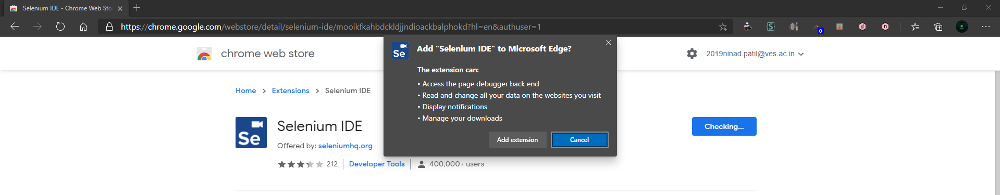 Selenium IDE - Chrome Web Sto
https://chrome.google.com/webstore/detail/selenium-ide/mooikfkahbdckldjjndioackbalphokd?hl=en&authuser=1
0
chrome web store
2019ninad.patil@ves.ac.in
Se
Add "Selenium IDE" to Microsoft Edge?
The extension can:
• Access the page debugger back end
• Read and change all your data on the websites you visit
• Display notifications
• Manage your downloads
Add extension
Cancel
Home > Extensions > Selenium IDE
Se
Selenium IDE
Checking...
Offered by: seleniumhq.org
212 | Developer Tools | 400,000+ users